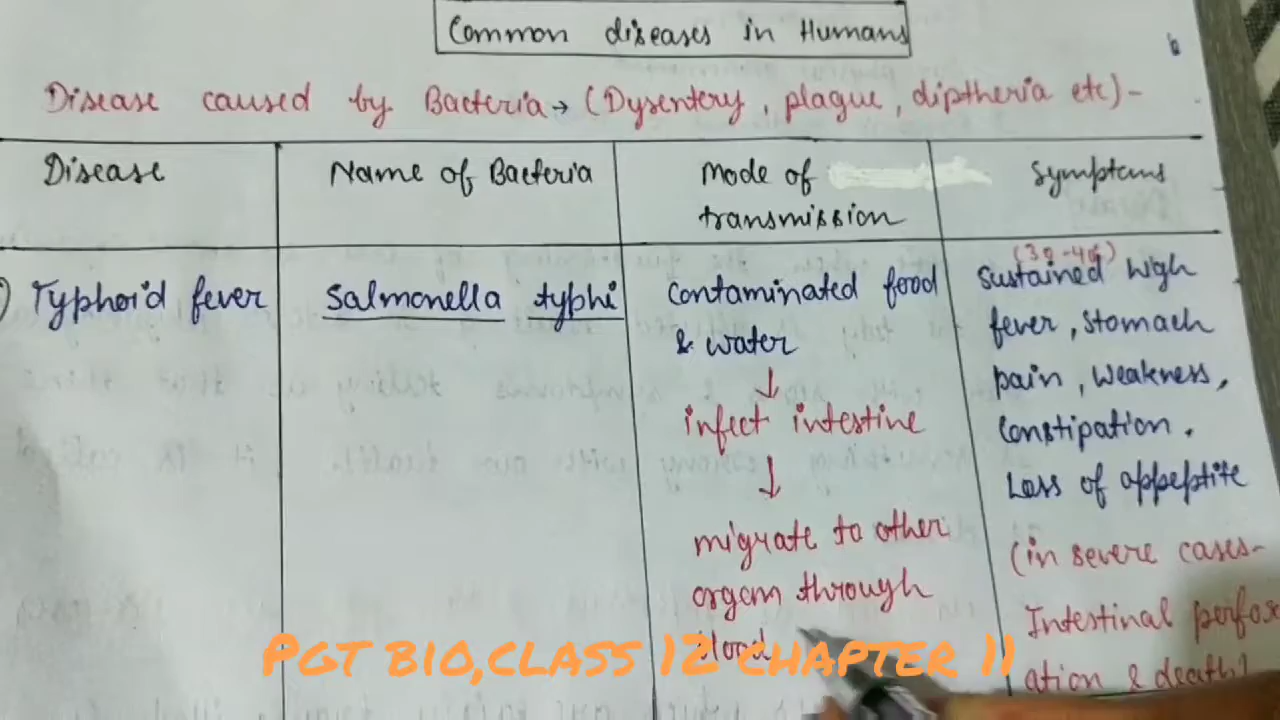 Common diseases in Humans
Disease caused by Bacteria → (Dysentery, plague, diptheria etc) -
Disease
Name of Bacteria
Mode of
transmission
Symptoms
Typhoid fever
Salmonella typhi
Contaminated food
& water
↓
infect intestine
↓
migrate to other
organ through
blood
(39-40)
Sustained high
fever, stomach
pain, weakness,
constipation.
Loss of appeptite
(in severe cases-
Intestinal perfor
ation & death)
PGT BIO,CLASS 12 CHAPTER 11